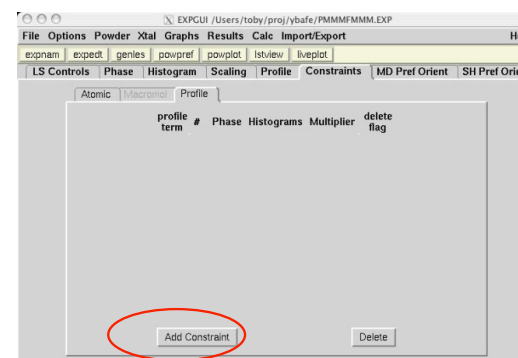 EXPGUI /Users/toby/proj/ybafe/PMMMFMMM.EXP
File Options Powder Xtal Graphs Results Calc Import/Export
expnam expedt genles powpref powplot lstview liveplot
LS Controls Phase Histogram Scaling Profile Constraints MD Pref Orient SH Pref Orie
Atomic Macromol Profile
profile term # Phase Histograms Multiplier delete flag
Add Constraint Delete